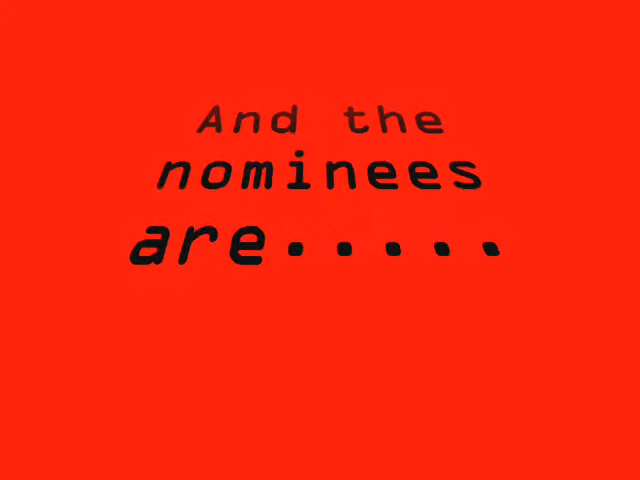 And the
nominees
are.....